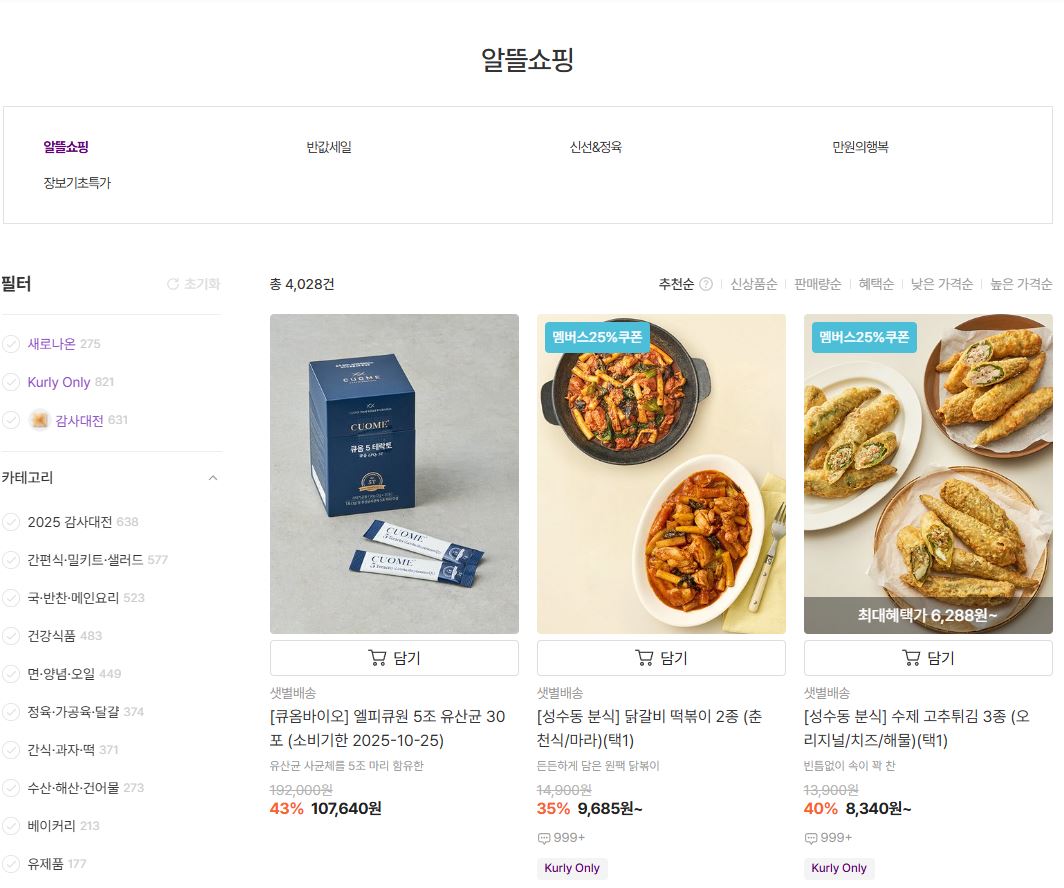 알뜰쇼핑
알뜰쇼핑 반값세일 신선&정육 만원의행복
장보기초특가
필터 초기화
새로나온 275
Kurly Only 821
감사대전 631
카테고리
2025 감사대전 638
간편식·밀키트·샐러드 577
국·반찬·메인요리 523
건강식품 483
면·양념·오일 449
정육·가공육·달걀 374
간식·과자·떡 371
수산·해산·건어물 273
베이커리 213
유제품 177
총 4,028건 추천순 ? 신상품순 판매량순 혜택순 낮은 가격순 높은 가격순
CUOME
CUOME
큐옴 5 테락토
CUOME
CUOME
담기
샛별배송
[큐옴바이오] 엘피큐원 5조 유산균 30
포 (소비기한 2025-10-25)
유산균 사균체를 5조 마리 함유한
192,000원
43% 107,640원
멤버스25%쿠폰
담기
샛별배송
[성수동 분식] 닭갈비 떡볶이 2종 (춘
천식/마라)(택1)
든든하게 담은 원팩 닭볶이
14,900원
35% 9,685원~
999+
Kurly Only
멤버스25%쿠폰
최대혜택가 6,288원~
담기
샛별배송
[성수동 분식] 수제 고추튀김 3종 (오
리지널/치즈/해물)(택1)
빈틈없이 속이 꽉 찬
13,900원
40% 8,340원~
999+
Kurly Only